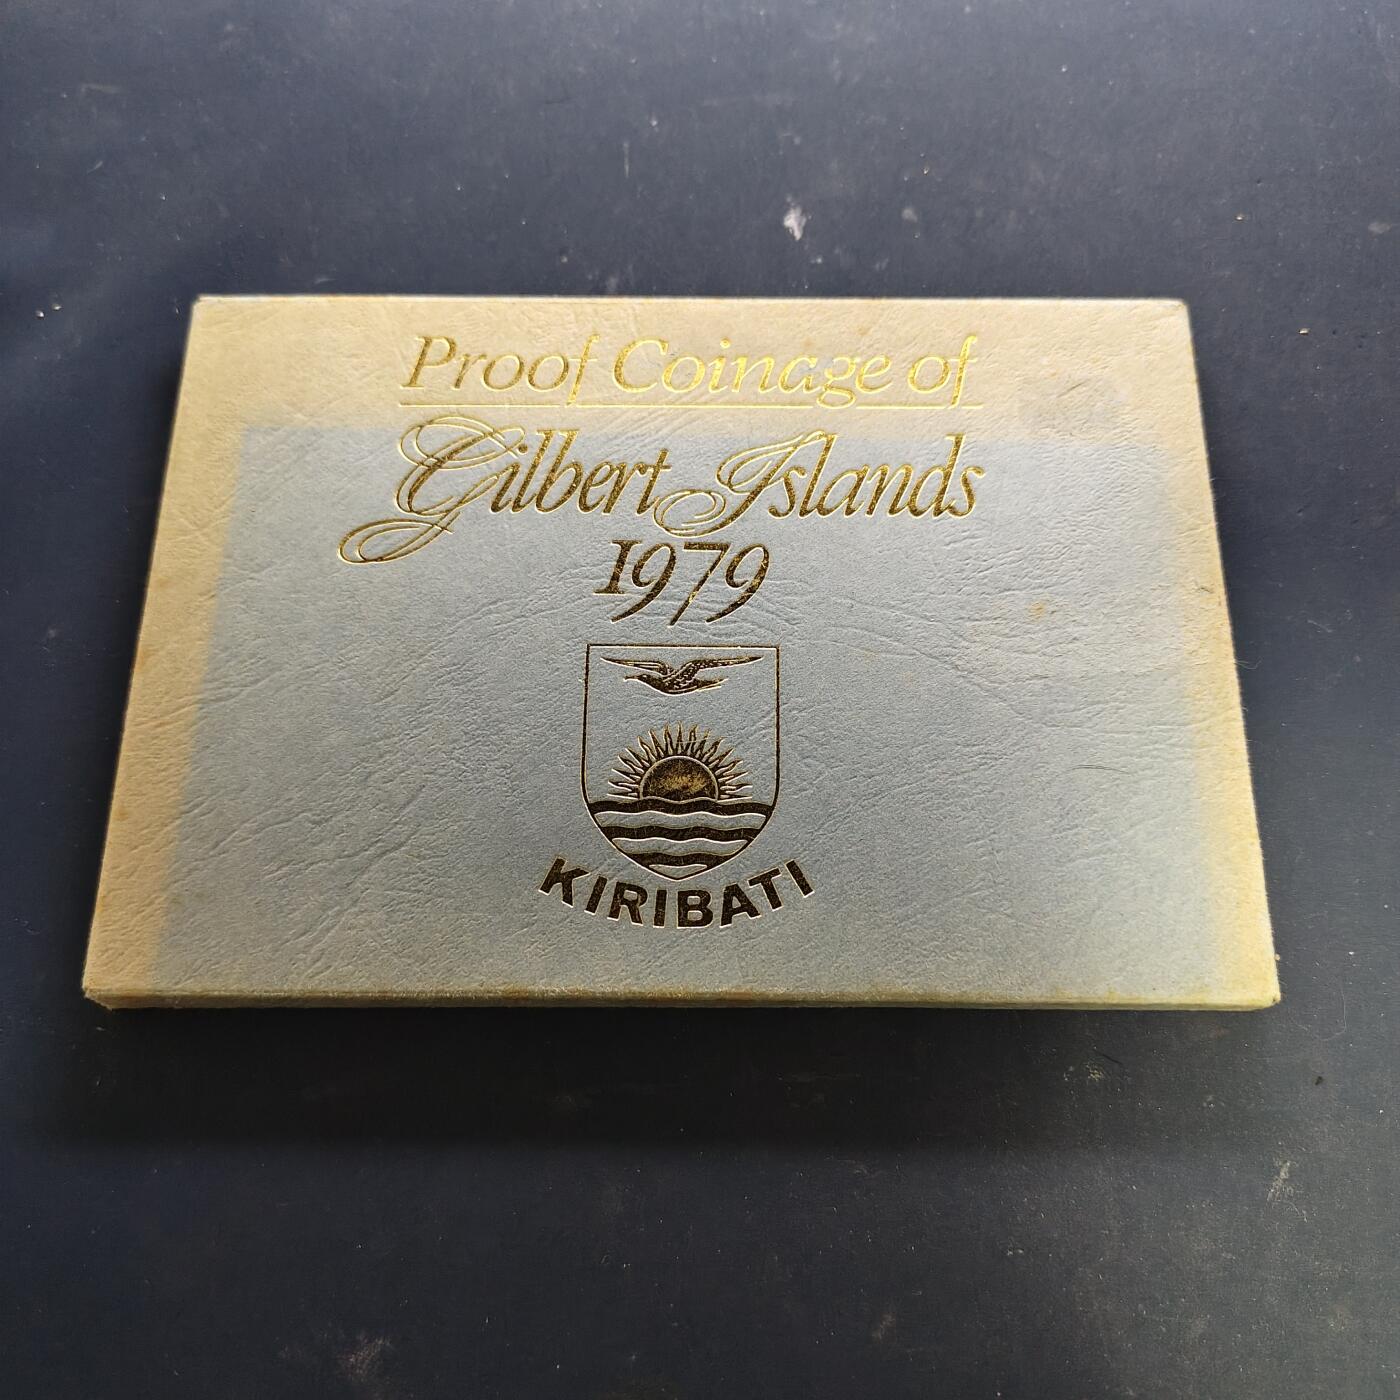 Proof Coinage of
Gilbert Islands
1979
KIRIBATI